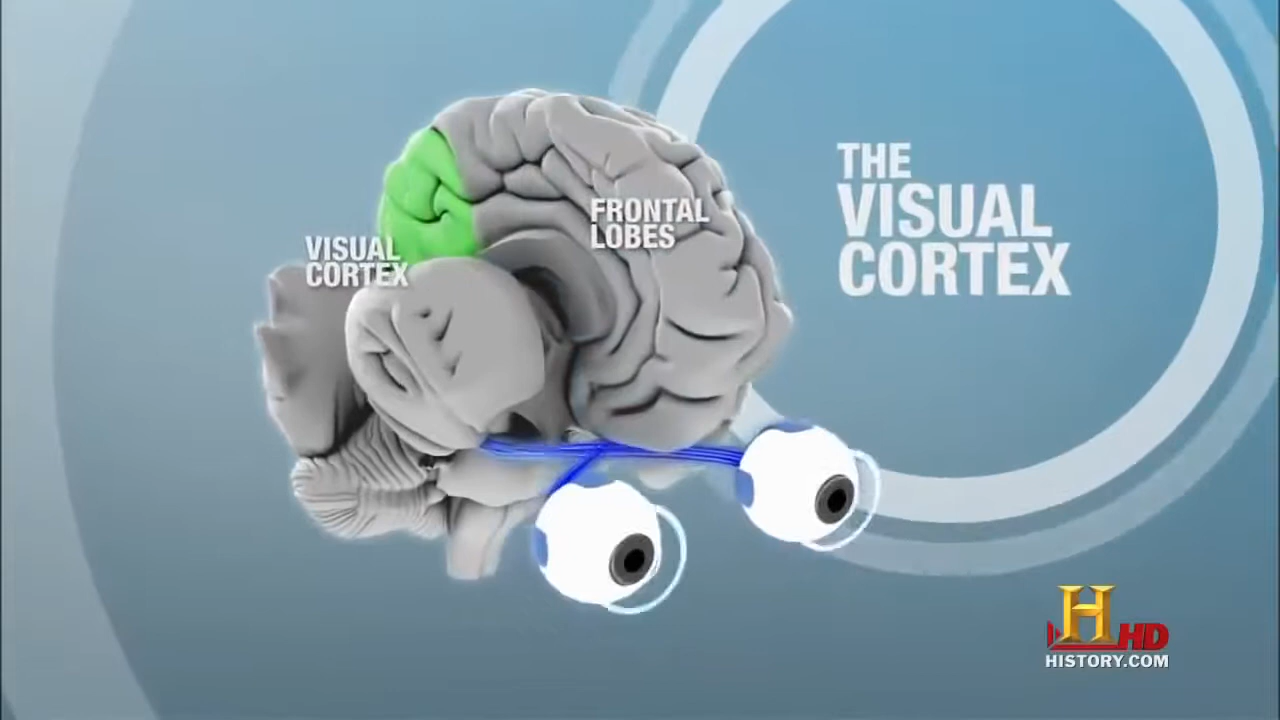 THE
VISUAL
CORTEX
FRONTAL
LOBES
VISUAL
CORTEX
H HD
HISTORY.COM